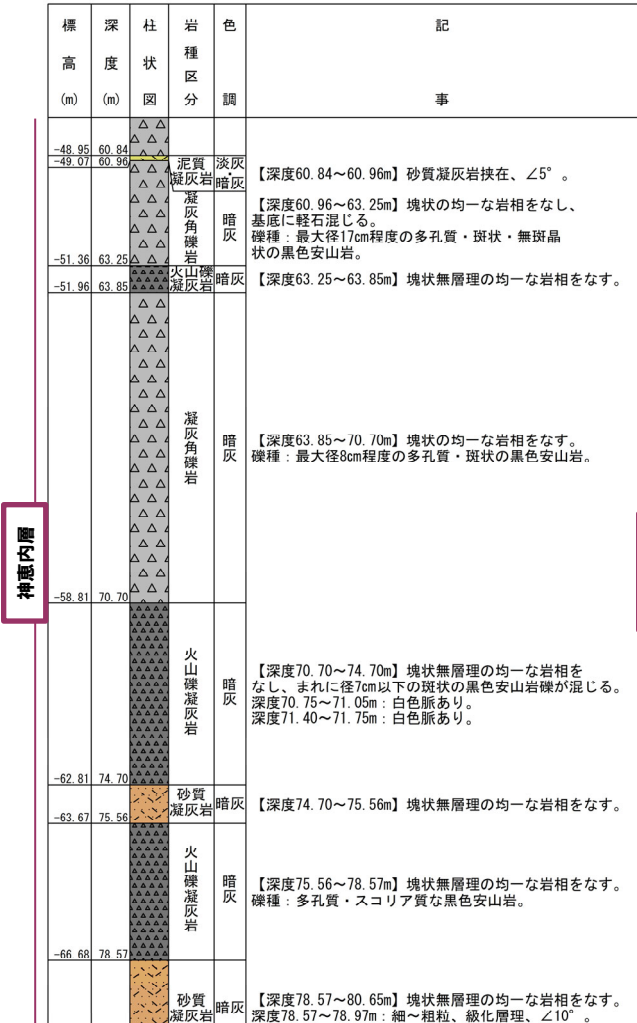 標高(m) 深度(m) 柱状図 岩種区分 色調 記事
-48.95 60.84
-49.07 60.96 泥質凝灰岩 淡灰・暗灰 【深度60.84～60.96m】砂質凝灰岩挟在、∠5°。
凝灰角礫岩 暗灰 【深度60.96～63.25m】塊状の均一な岩相をなし、
基底に軽石混じる。
礫種：最大径17cm程度の多孔質・斑状・無斑晶
状の黒色安山岩。
-51.36 63.25
火山礫凝灰岩 暗灰 【深度63.25～63.85m】塊状無層理の均一な岩相をなす。
-51.96 63.85
凝灰角礫岩 暗灰 【深度63.85～70.70m】塊状の均一な岩相をなす。
礫種：最大径8cm程度の多孔質・斑状の黒色安山岩。
神恵内層
-58.81 70.70
火山礫凝灰岩 暗灰 【深度70.70～74.70m】塊状無層理の均一な岩相を
なし、まれに径7cm以下の斑状の黒色安山岩礫が混じる。
深度70.75～71.05m：白色脈あり。
深度71.40～71.75m：白色脈あり。
-62.81 74.70
砂質凝灰岩 暗灰 【深度74.70～75.56m】塊状無層理の均一な岩相をなす。
-63.67 75.56
火山礫凝灰岩 暗灰 【深度75.56～78.57m】塊状無層理の均一な岩相をなす。
礫種：多孔質・スコリア質な黒色安山岩。
-66.68 78.57
砂質凝灰岩 暗灰 【深度78.57～80.65m】塊状無層理の均一な岩相をなす。
深度78.57～78.97m：細～粗粒、級化層理、∠10°。